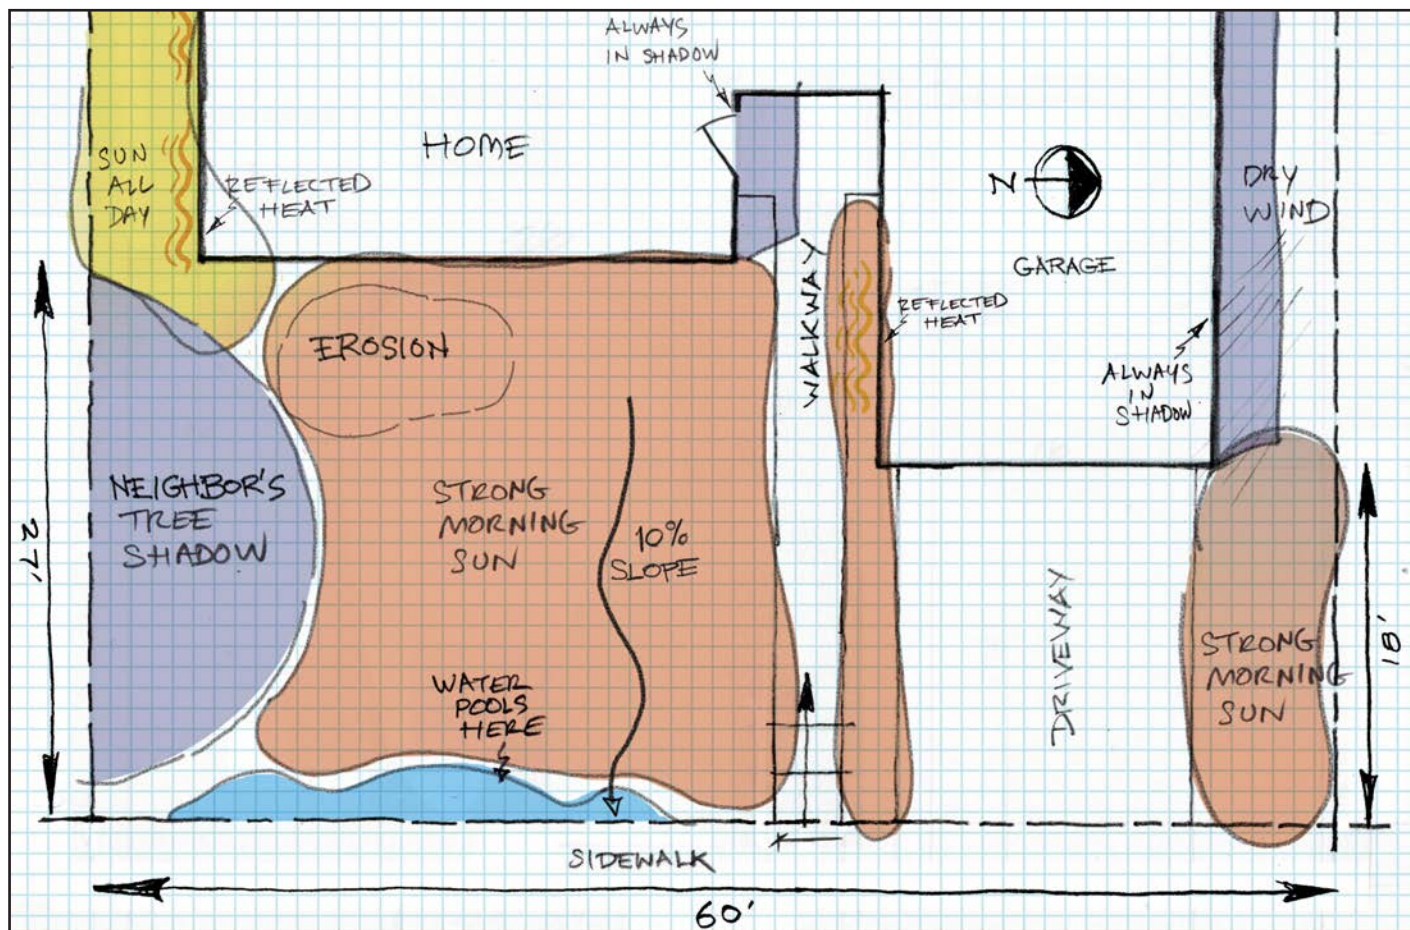 ALWAYS
IN SHADOW
HOME
SUN
ALL
DAY
REFLECTED
HEAT
N
DRY
WIND
GARAGE
WALKWAY
REFLECTED
HEAT
EROSION
ALWAYS
IN
SHADOW
NEIGHBOR'S
TREE
SHADOW
STRONG
MORNING
SUN
10%
SLOPE
27'
DRIVEWAY
18'
STRONG
MORNING
SUN
WATER
POOLS
HERE
SIDEWALK
60'